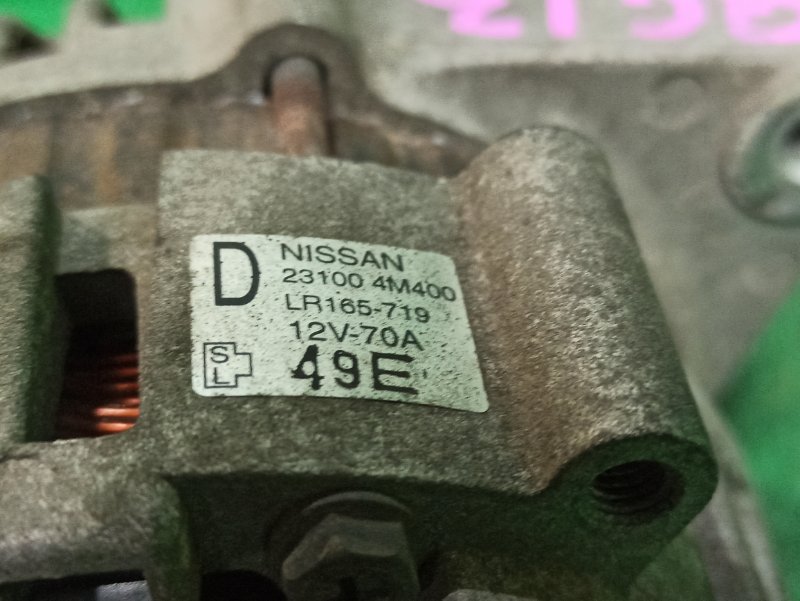 D
NISSAN
23100 4M400
LR165-719
12V-70A
S
L
49E